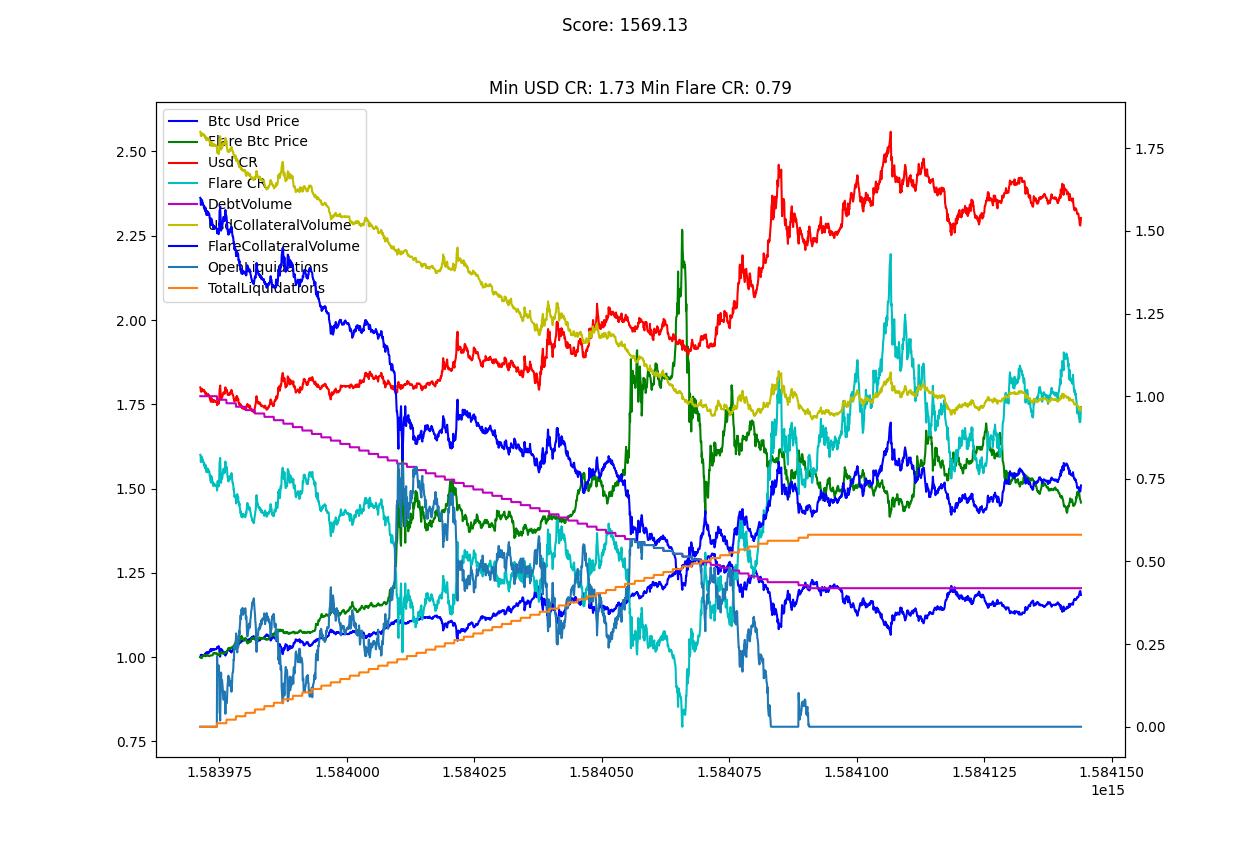 Score: 1569.13
Min USD CR: 1.73 Min Flare CR: 0.79
Btc Usd Price
Flare Btc Price
Usd CR
Flare CR
DebtVolume
UsdCollateralVolume
FlareCollateralVolume
OpenLiquidations
TotalLiquidations
2.50
2.25
2.00
1.75
1.50
1.25
1.00
0.75
1.75
1.50
1.25
1.00
0.75
0.50
0.25
0.00
1.583975 1.584000 1.584025 1.584050 1.584075 1.584100 1.584125 1.584150
1e15